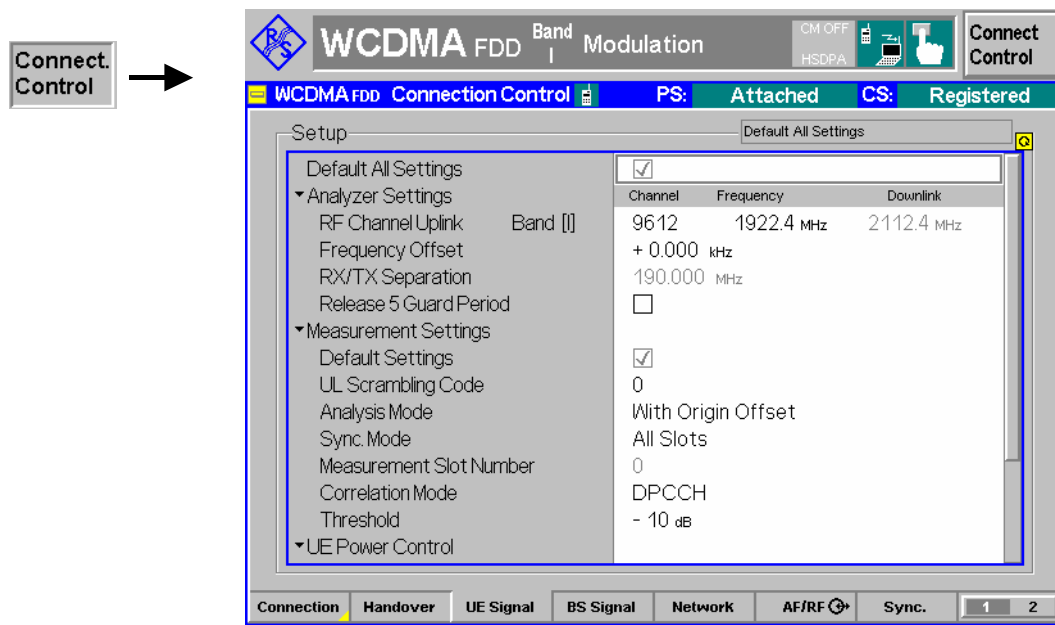 Connect.
Control
R&S
WCDMA FDD Band I Modulation
CM OFF
HSDPA
Connect
Control
WCDMA FDD Connection Control PS: Attached CS: Registered
Setup
Default All Settings
Default All Settings
Analyzer Settings Channel Frequency Downlink
RF Channel Uplink Band [I] 9612 1922.4 MHz 2112.4 MHz
Frequency Offset + 0.000 kHz
RX/TX Separation 190.000 MHz
Release 5 Guard Period
Measurement Settings
Default Settings
UL Scrambling Code 0
Analysis Mode With Origin Offset
Sync. Mode All Slots
Measurement Slot Number 0
Correlation Mode DPCCH
Threshold - 10 dB
UE Power Control
Connection Handover UE Signal BS Signal Network AF/RF Sync. 1 2